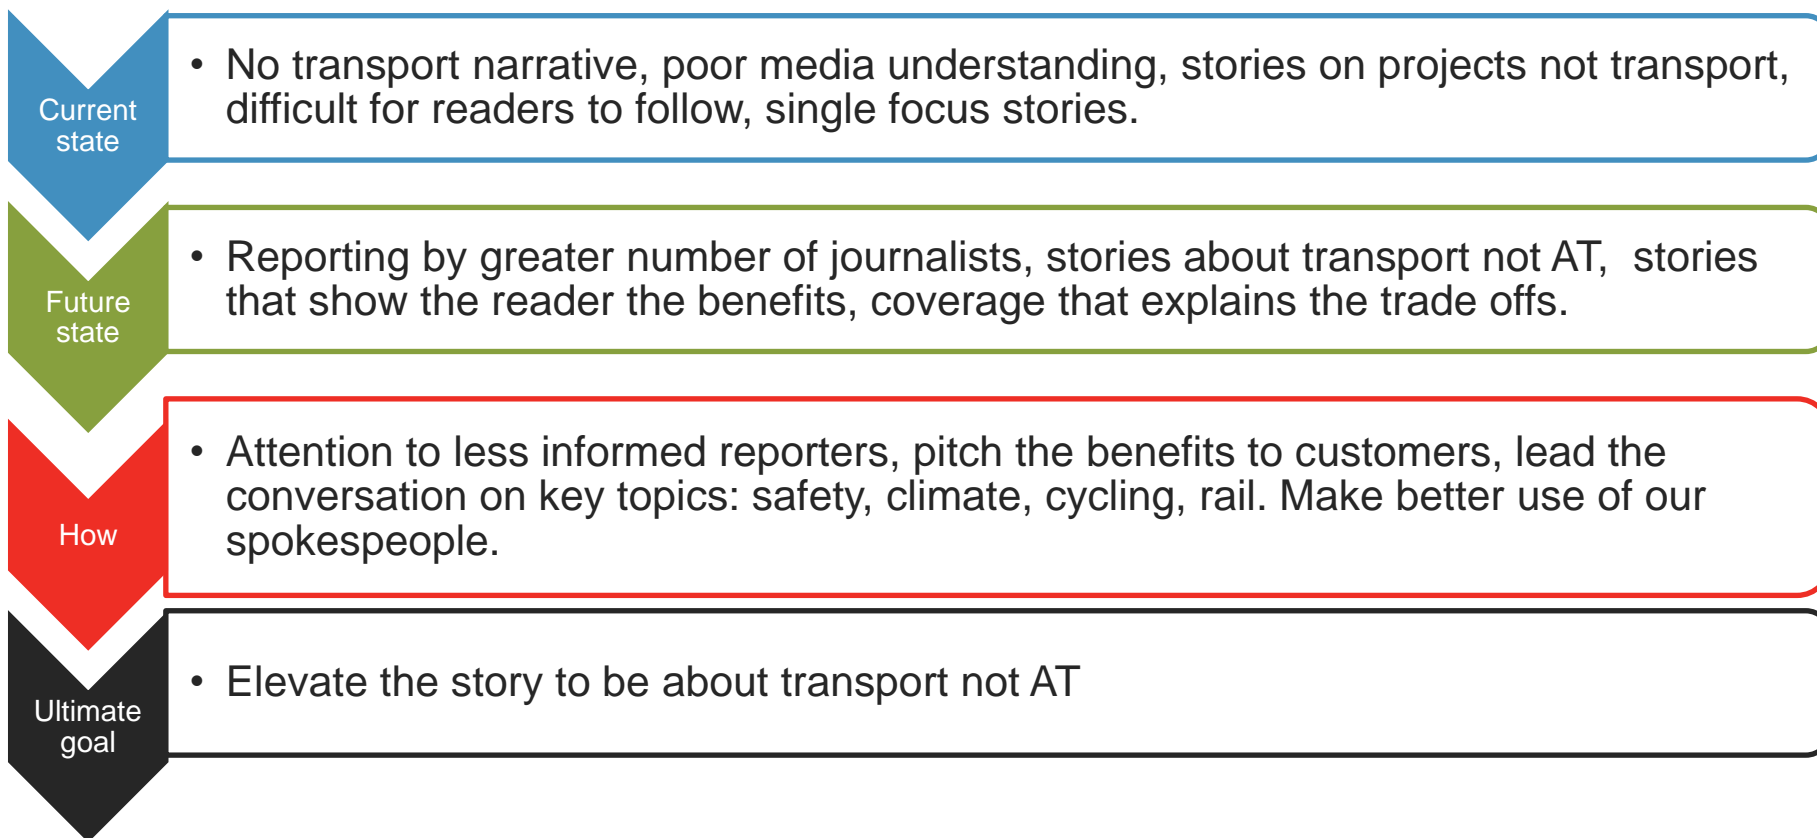 Current
state
• No transport narrative, poor media understanding, stories on projects not transport,
difficult for readers to follow, single focus stories.
Future
state
• Reporting by greater number of journalists, stories about transport not AT,  stories
that show the reader the benefits, coverage that explains the trade offs.
How
• Attention to less informed reporters, pitch the benefits to customers, lead the
conversation on key topics: safety, climate, cycling, rail. Make better use of our
spokespeople.
Ultimate
goal
• Elevate the story to be about transport not AT